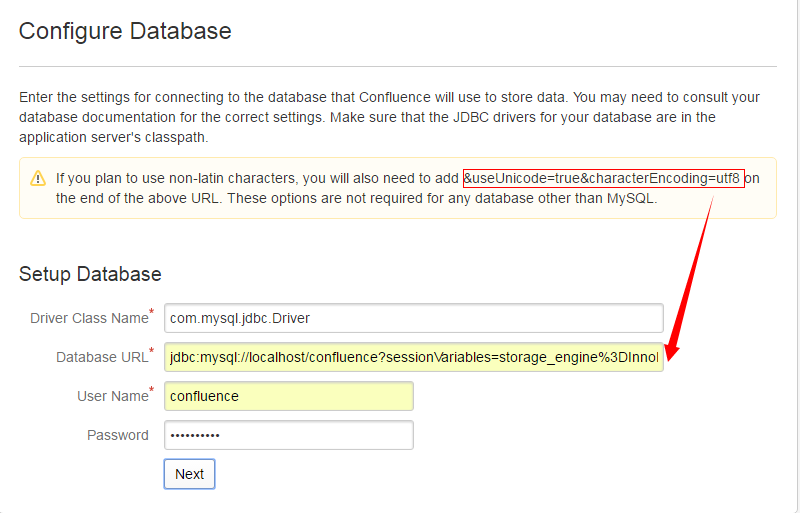 Configure Database
Enter the settings for connecting to the database that Confluence will use to store data. You may need to consult your
database documentation for the correct settings. Make sure that the JDBC drivers for your database are in the
application server's classpath.
If you plan to use non-latin characters, you will also need to add &useUnicode=true&characterEncoding=utf8 on
the end of the above URL. These options are not required for any database other than MySQL.
Setup Database
Driver Class Name* com.mysql.jdbc.Driver
Database URL* jdbc:mysql://localhost/confluence?sessionVariables=storage_engine%3DInno
User Name* confluence
Password ••••••••••
Next